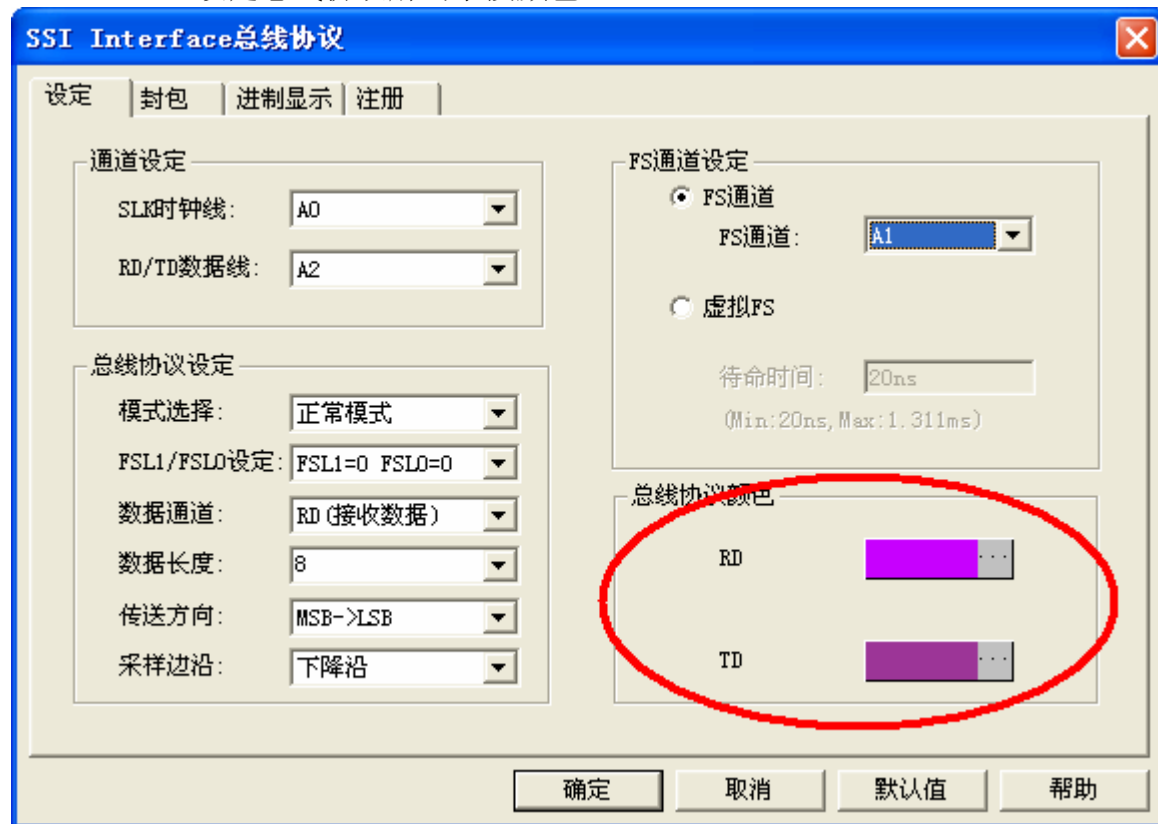 SSI Interface总线协议
设定 封包 进制显示 注册
通道设定
SLK时钟线: A0
RD/TD数据线: A2
总线协议设定
模式选择: 正常模式
FSL1/FSL0设定: FSL1=0 FSL0=0
数据通道: RD(接收数据)
数据长度: 8
传送方向: MSB->LSB
采样边沿: 下降沿
FS通道设定
FS通道
FS通道: A1
虚拟FS
待命时间: 20ns
(Min:20ns,Max:1.311ms)
总线协议颜色
RD ...
TD ...
确定 取消 默认值 帮助